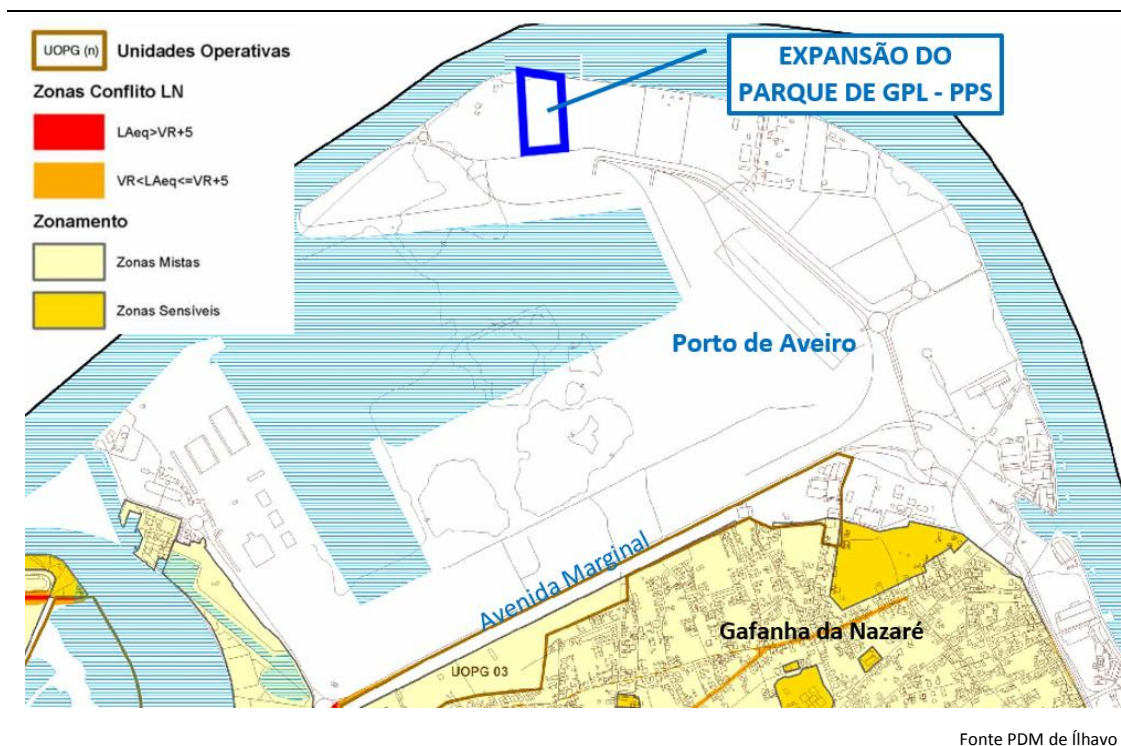 UOPG (n) Unidades Operativas
Zonas Conflito LN
LAeq>VR+5
VR<LAeq<=VR+5
Zonamento
Zonas Mistas
Zonas Sensíveis
EXPANSÃO DO
PARQUE DE GPL - PPS
Porto de Aveiro
Avenida Marginal
Gafanha da Nazaré
UOPG 03
Fonte PDM de Ílhavo